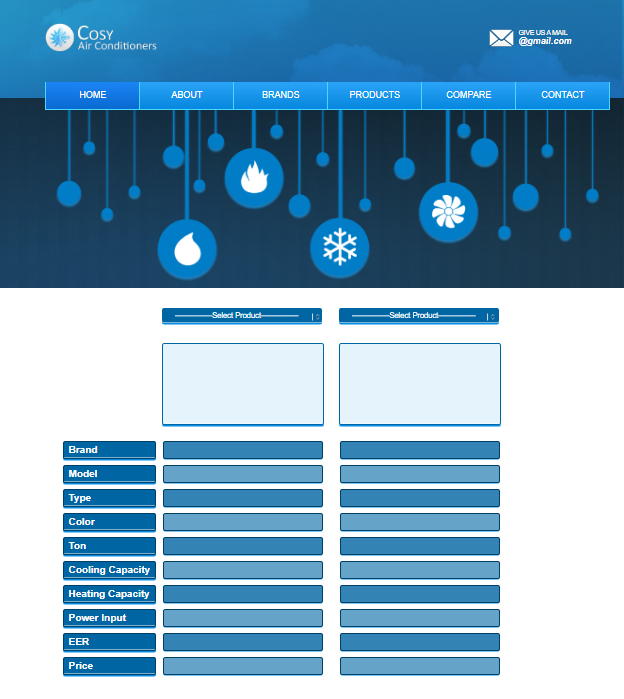 Cosy
Air Conditioners
GIVE US A MAIL
@gmail.com
HOME ABOUT BRANDS PRODUCTS COMPARE CONTACT
Select Product Select Product
Brand
Model
Type
Color
Ton
Cooling Capacity
Heating Capacity
Power Input
EER
Price